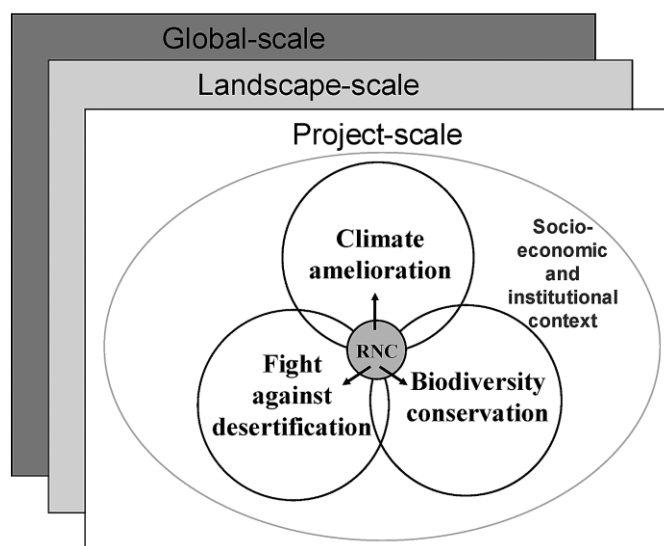 Global-scale
Landscape-scale
Project-scale
Climate
amelioration
Socio-
economic
and
institutional
context
RNC
Fight
against
desertification
Biodiversity
conservation